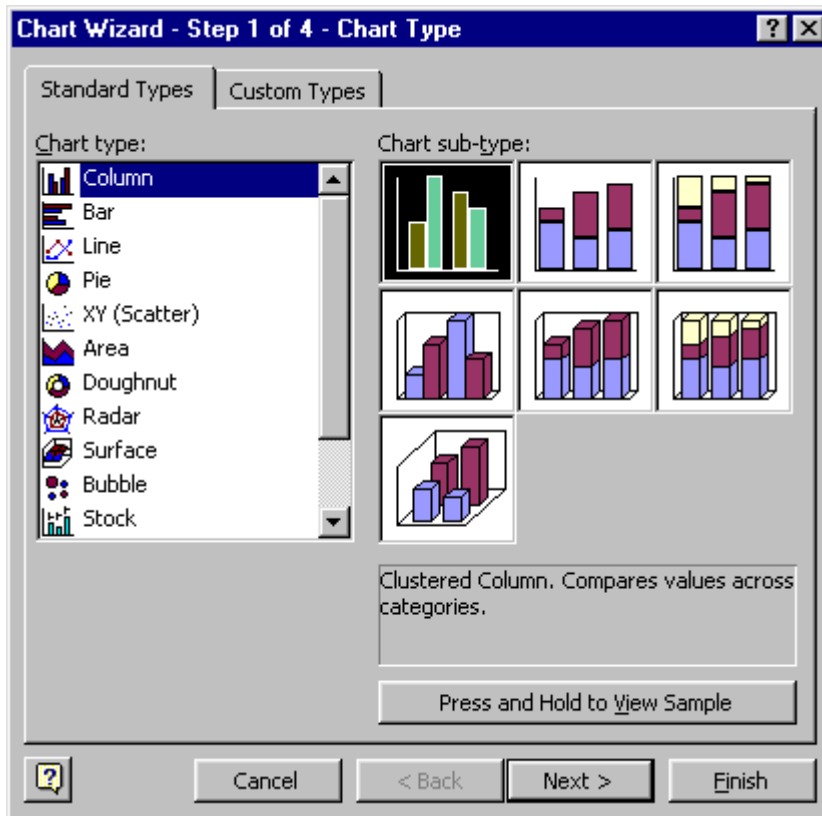 Chart Wizard - Step 1 of 4 - Chart Type
Standard Types
Custom Types
Chart type:
Column
Bar
Line
Pie
XY (Scatter)
Area
Doughnut
Radar
Surface
Bubble
Stock
Chart sub-type:
Clustered Column. Compares values across
categories.
Press and Hold to View Sample
Cancel
< Back
Next >
Finish